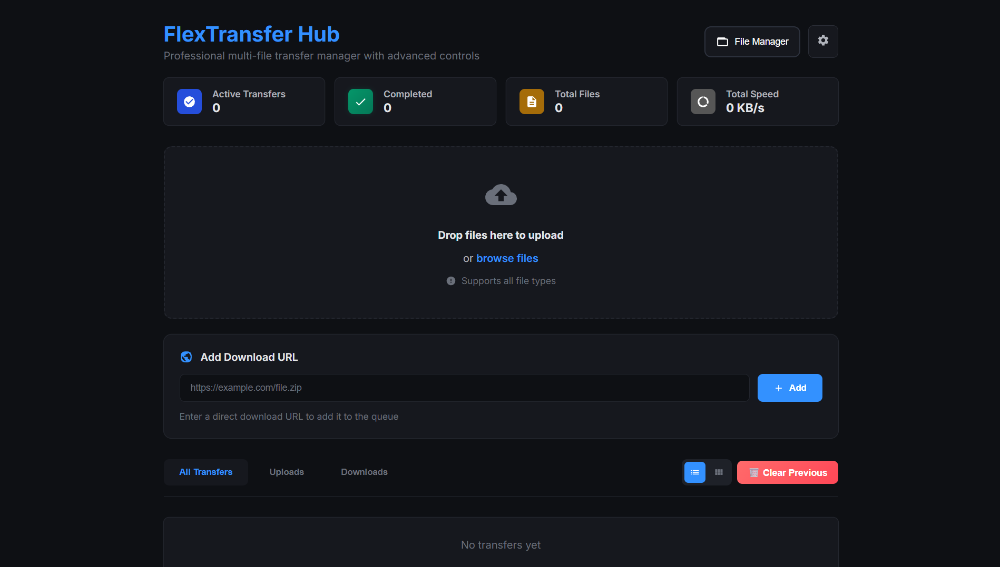 FlexTransfer Hub
Professional multi-file transfer manager with advanced controls
File Manager
Active Transfers
0
Completed
0
Total Files
0
Total Speed
0 KB/s
Drop files here to upload
or browse files
Supports all file types
Add Download URL
https://example.com/file.zip
+ Add
Enter a direct download URL to add it to the queue
All Transfers
Uploads
Downloads
Clear Previous
No transfers yet